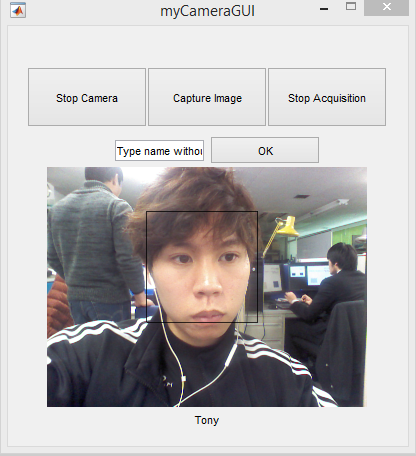 myCameraGUI
Stop Camera
Capture Image
Stop Acquisition
Type name withou
OK
Tony